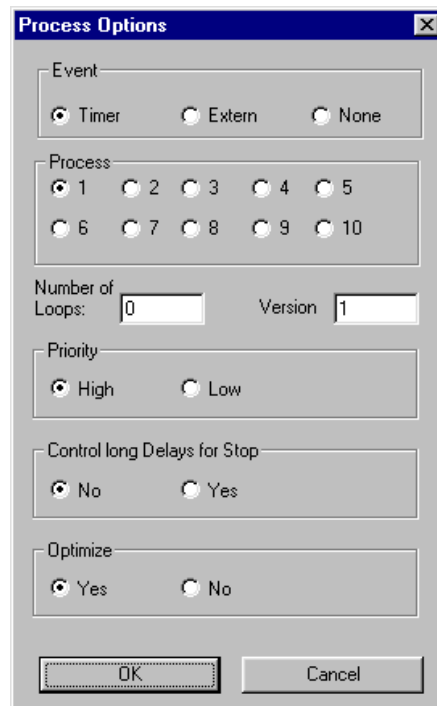 Process Options
Event
Timer Extern None
Process
1 2 3 4 5
6 7 8 9 10
Number of
Loops: 0 Version 1
Priority
High Low
Control long Delays for Stop
No Yes
Optimize
Yes No
OK Cancel